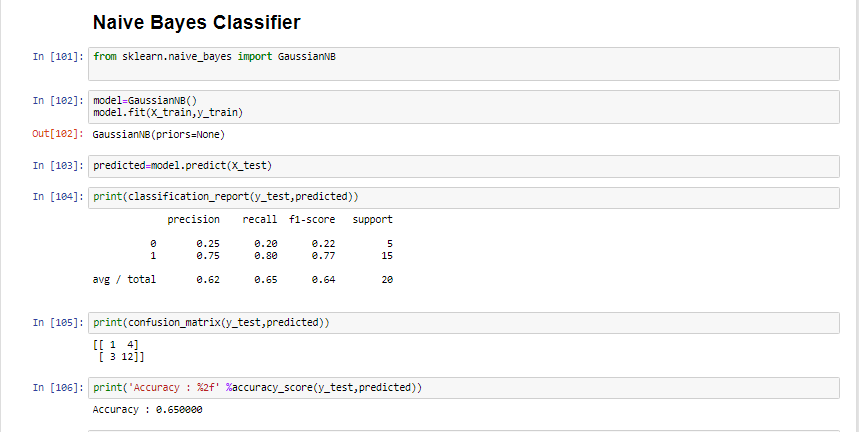 Naive Bayes Classifier
In [101]: from sklearn.naive_bayes import GaussianNB
In [102]: model=GaussianNB()
model.fit(X_train,y_train)
Out[102]: GaussianNB(priors=None)
In [103]: predicted=model.predict(X_test)
In [104]: print(classification_report(y_test,predicted))
precision recall f1-score support
0 0.25 0.20 0.22 5
1 0.75 0.80 0.77 15
avg / total 0.62 0.65 0.64 20
In [105]: print(confusion_matrix(y_test,predicted))
[[ 1 4]
[ 3 12]]
In [106]: print('Accuracy : %2f' %accuracy_score(y_test,predicted))
Accuracy : 0.650000